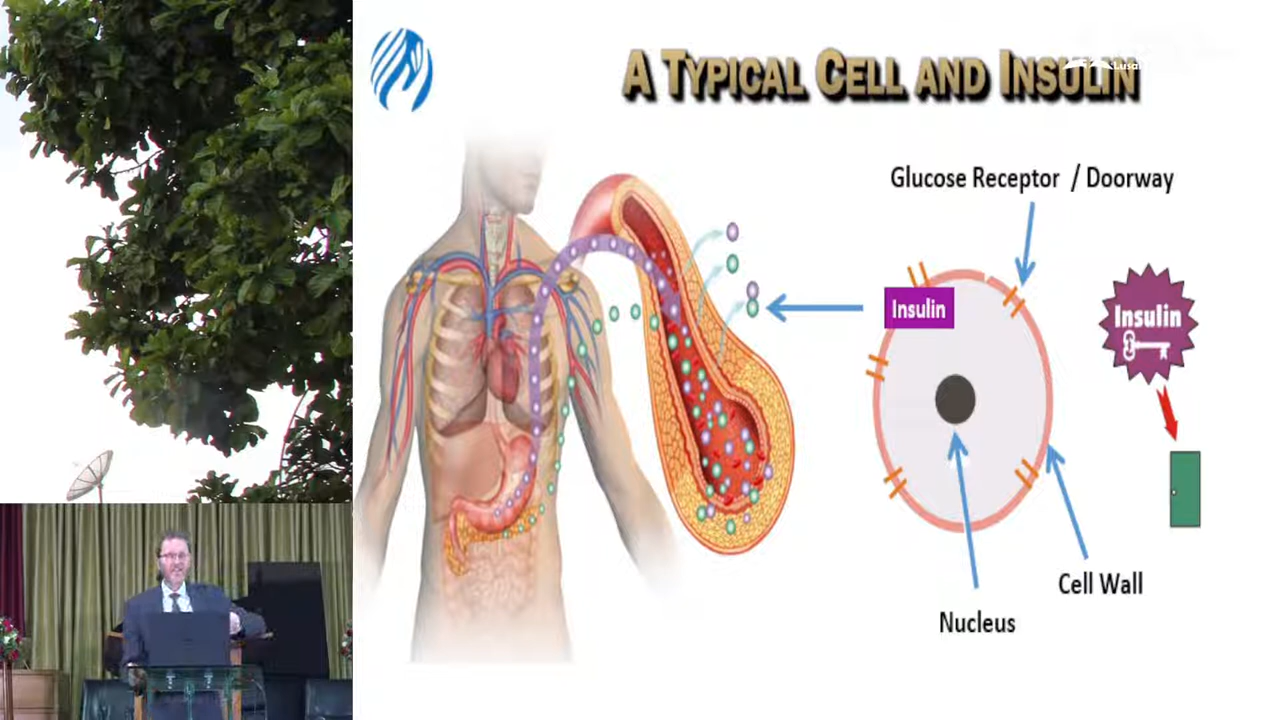 A TYPICAL CELL AND INSULIN
Glucose Receptor / Doorway
Insulin
Insulin
Cell Wall
Nucleus